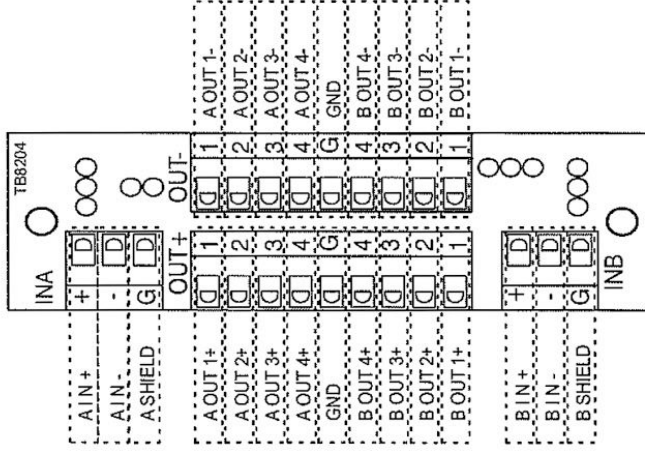 A OUT 1-
A OUT 2-
A OUT 3-
A OUT 4-
GND
B OUT 4-
B OUT 3-
B OUT 2-
B OUT 1-
TB8204
OUT-
1
2
3
4
G
4
3
2
1
INA
+
-
G
OUT+
1
2
3
4
G
4
3
2
1
+
-
G
INB
A IN +
A IN -
A SHIELD
A OUT 1+
A OUT 2+
A OUT 3+
A OUT 4+
GND
B OUT 4+
B OUT 3+
B OUT 2+
B OUT 1+
B IN +
B IN -
B SHIELD